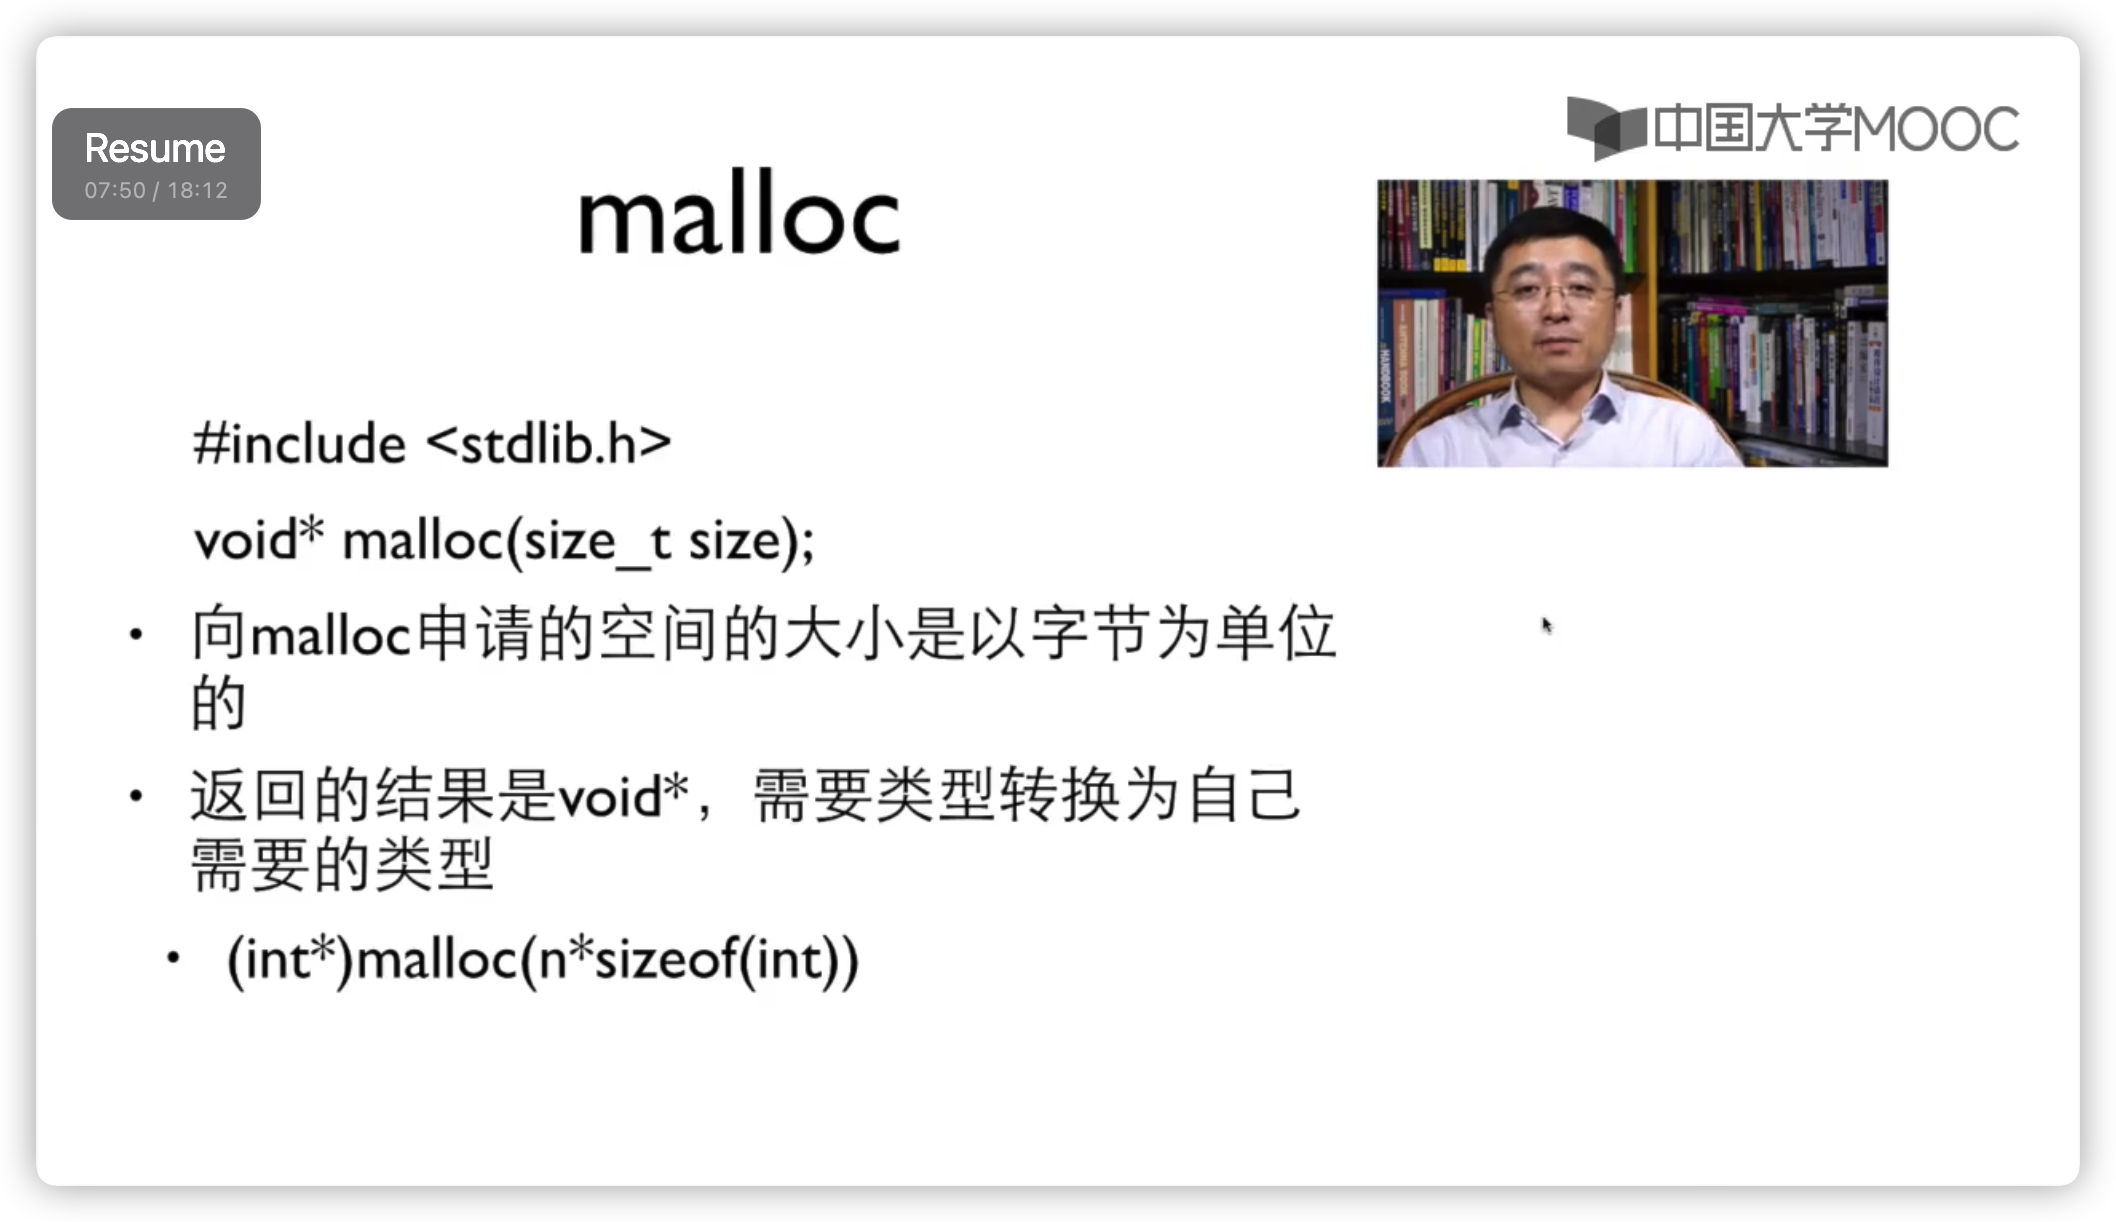 Resume
07:50 / 18:12
中国大学MOOC
malloc
#include <stdlib.h>
void* malloc(size_t size);
• 向malloc申请的空间的大小是以字节为单位
的
• 返回的结果是void*，需要类型转换为自己
需要的类型
• (int*)malloc(n*sizeof(int))
HANDBOOK